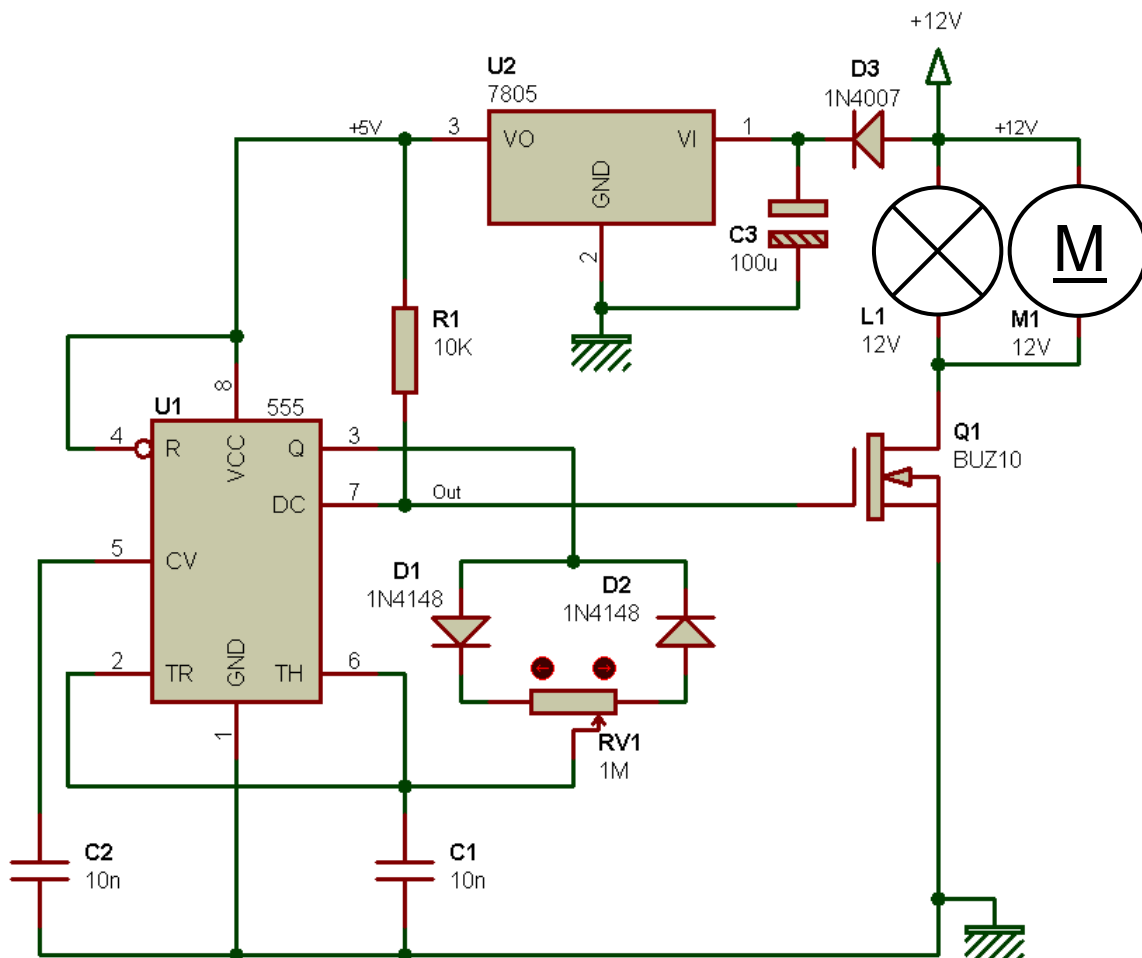 +12V
U2
7805
D3
1N4007
+5V
3
VO
VI
1
+12V
GND
2
C3
100u
M
L1
12V
M1
12V
R1
10K
8
U1
555
4
R
VCC
Q
3
Q1
BUZ10
DC
7
Out
5
CV
D1
1N4148
D2
1N4148
2
TR
GND
TH
6
1
RV1
1M
C2
10n
C1
10n